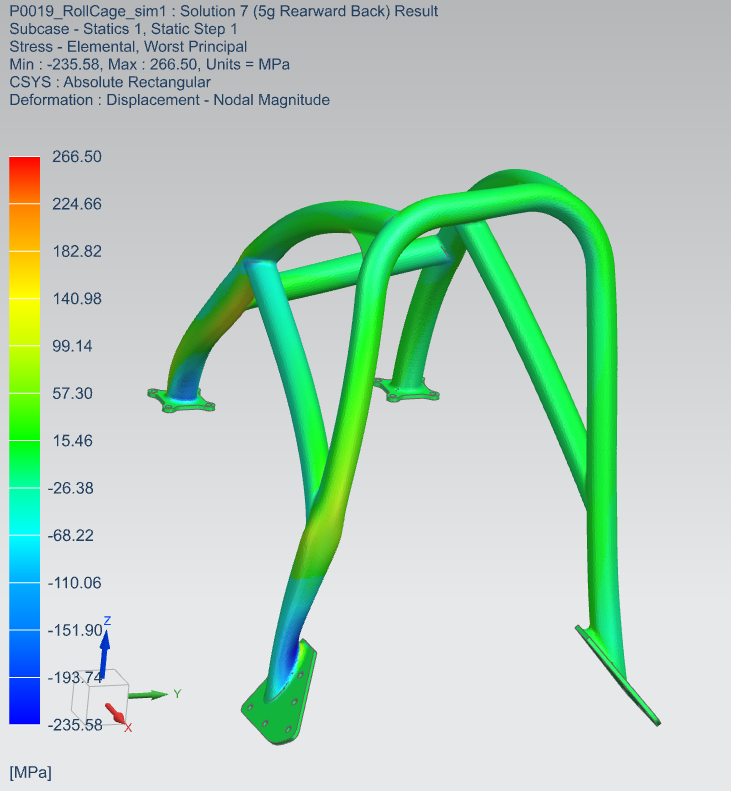 P0019_RollCage_sim1 : Solution 7 (5g Rearward Back) Result
Subcase - Statics 1, Static Step 1
Stress - Elemental, Worst Principal
Min : -235.58, Max : 266.50, Units = MPa
CSYS : Absolute Rectangular
Deformation : Displacement - Nodal Magnitude
266.50
224.66
182.82
140.98
99.14
57.30
15.46
-26.38
-68.22
-110.06
-151.90
Z
-193.74
Y
-235.58
X
[MPa]